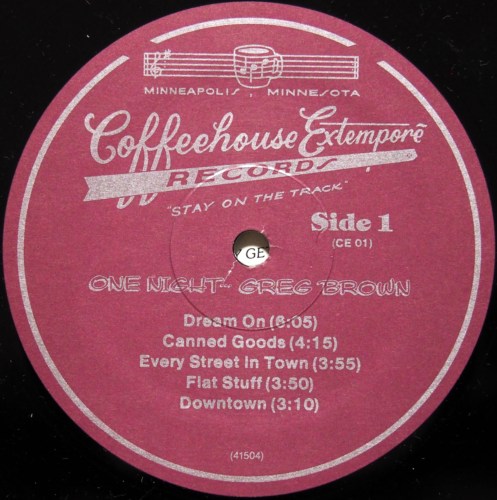 MINNEAPOLIS, MINNESOTA
Coffeehouse Extemporē
RECORDS
"STAY ON THE TRACK"
Side 1
(CE 01)
GE
ONE NIGHT - GREG BROWN
Dream On (6:05)
Canned Goods (4:15)
Every Street In Town (3:55)
Flat Stuff (3:50)
Downtown (3:10)
(41504)